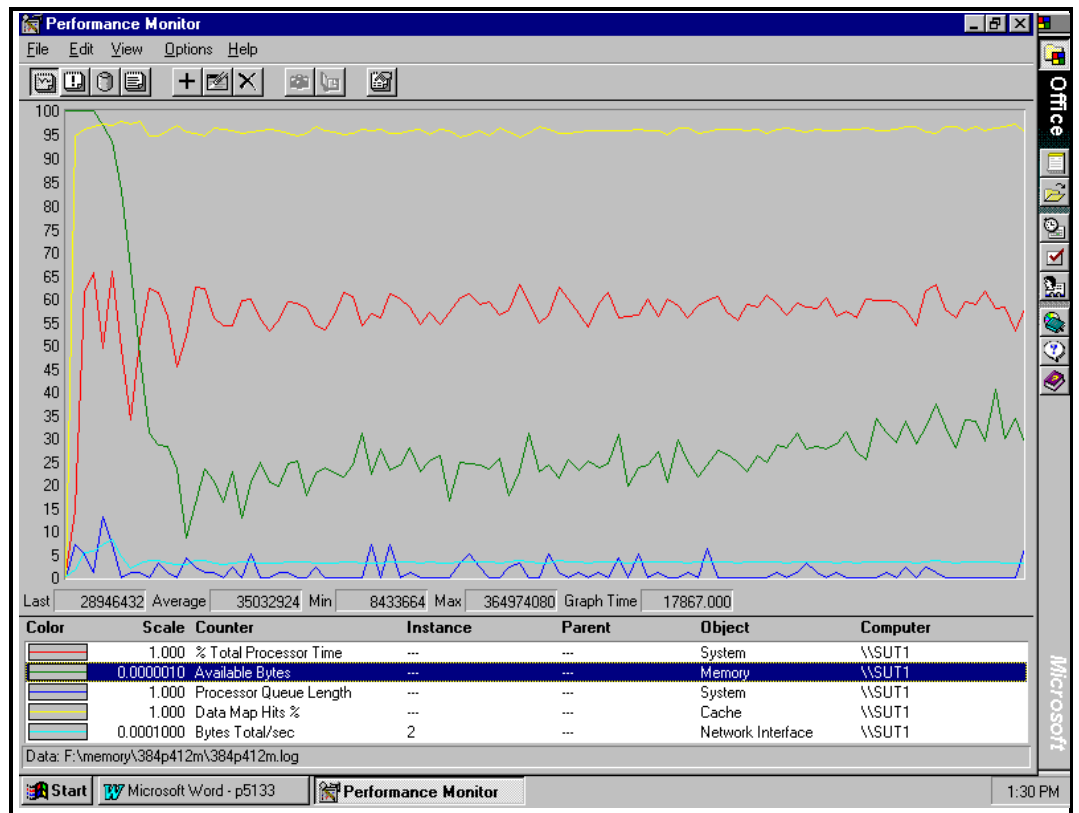 Performance Monitor
File Edit View Options Help
Office
100
95
90
85
80
75
70
65
60
55
50
45
40
35
30
25
20
15
10
5
0
Last 28946432 Average 35032924 Min 8433664 Max 364974080 Graph Time 17867.000
Color Scale Counter Instance Parent Object Computer
1.000 % Total Processor Time --- --- System \\SUT1
0.0000010 Available Bytes --- --- Memory \\SUT1
1.000 Processor Queue Length --- --- System \\SUT1
1.000 Data Map Hits % --- --- Cache \\SUT1
0.0001000 Bytes Total/sec 2 --- Network Interface \\SUT1
Microsoft
Data: F:\memory\384p412m\384p412m.log
Start Microsoft Word - p5133 Performance Monitor 1:30 PM